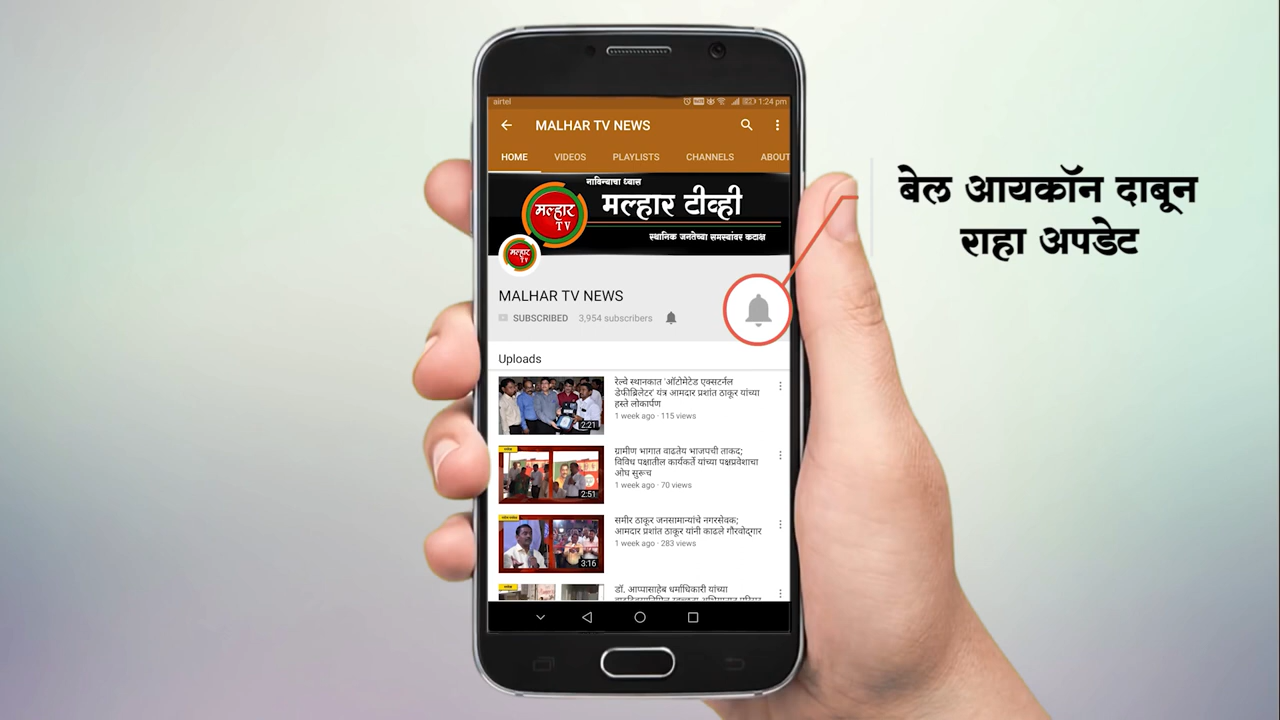 airtel
1:24 pm
MALHAR TV NEWS
HOME VIDEOS PLAYLISTS CHANNELS ABOUT
नाविन्याचा ध्यास
मल्हार टीव्ही
मल्हार
TV
स्थानिक जनतेच्या समस्यांवर कटाक्ष
मल्हार
TV
बेल आयकॉन दाबून
राहा अपडेट
MALHAR TV NEWS
SUBSCRIBED 3,954 subscribers
Uploads
रेल्वे स्थानकात 'ऑटोमेटेड एक्सटर्नल
डेफीब्रिलेटर' यंत्र आमदार प्रशांत ठाकूर यांच्या
हस्ते लोकार्पण
1 week ago · 115 views
2:21
ग्रामीण भागात वाढतेय भाजपची ताकद;
विविध पक्षातील कार्यकर्ते यांच्या पक्षप्रवेशाचा
ओघ सुरूच
1 week ago · 70 views
2:51
समीर ठाकूर जनसामान्यांचे नगरसेवक;
आमदार प्रशांत ठाकूर यांनी काढले गौरवोद्गार
1 week ago · 283 views
3:16
डॉ. आप्पासाहेब धर्माधिकारी यांच्या